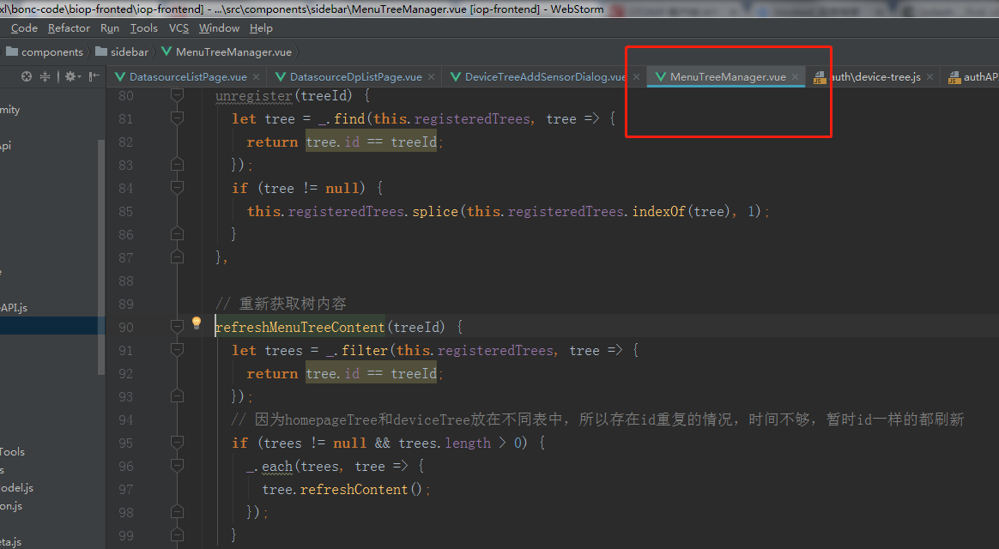 xl\bonc-code\biop-fronted\iop-frontend] - ...\src\components\sidebar\MenuTreeManager.vue [iop-frontend] - WebStorm
Code Refactor Run Tools VCS Window Help
components sidebar MenuTreeManager.vue
DatasourceListPage.vue DatasourceDpListPage.vue DeviceTreeAddSensorDialog.vue MenuTreeManager.vue auth\device-tree.js authAPI
mity
Api
API.js
Tools
s
odel.js
on.js
eta.js
80 unregister(treeId) {
81 let tree = _.find(this.registeredTrees, tree => {
82 return tree.id == treeId;
83 });
84 if (tree != null) {
85 this.registeredTrees.splice(this.registeredTrees.indexOf(tree), 1);
86 }
87 },
88
89 // 重新获取树内容
90 refreshMenuTreeContent(treeId) {
91 let trees = _.filter(this.registeredTrees, tree => {
92 return tree.id == treeId;
93 });
94 // 因为homepageTree和deviceTree放在不同表中，所以存在id重复的情况，时间不够，暂时id一样的都刷新
95 if (trees != null && trees.length > 0) {
96 _.each(trees, tree => {
97 tree.refreshContent();
98 });
99 }